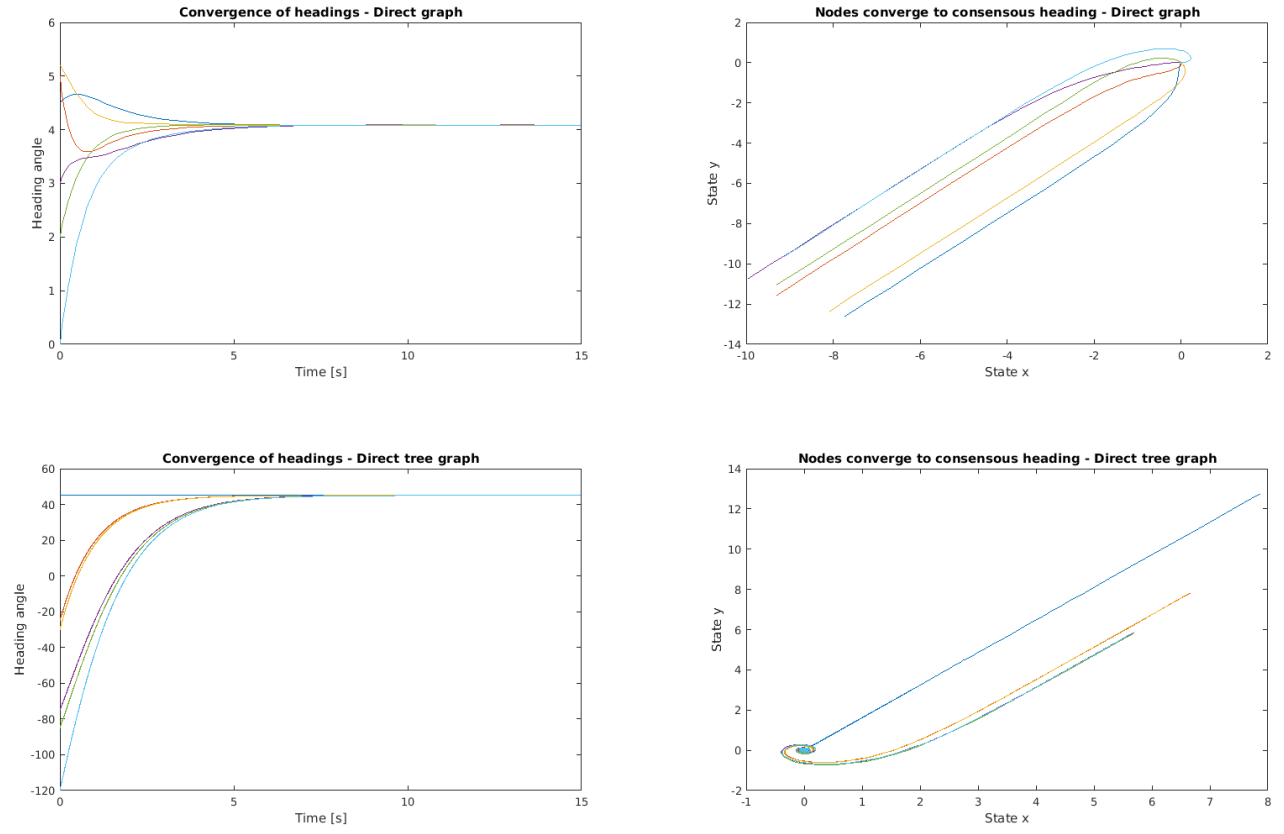 Convergence of headings - Direct graph
6
5
4
3
2
1
0
Heading angle
0 5 10 15
Time [s]
Nodes converge to consensous heading - Direct graph
2
0
-2
-4
-6
-8
-10
-12
-14
State y
-10 -8 -6 -4 -2 0 2
State x
Convergence of headings - Direct tree graph
60
40
20
0
-20
-40
-60
-80
-100
-120
Heading angle
0 5 10 15
Time [s]
Nodes converge to consensous heading - Direct tree graph
14
12
10
8
6
4
2
0
-2
State y
-1 0 1 2 3 4 5 6 7 8
State x